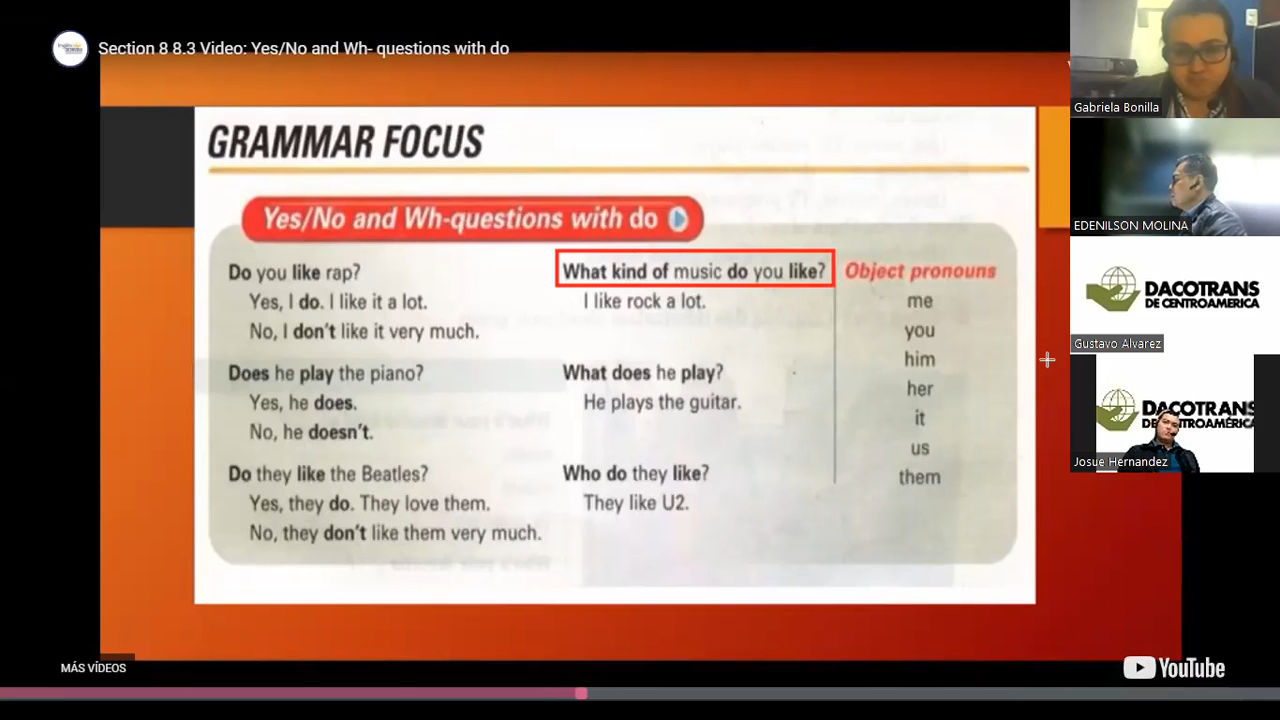 Section 8 8.3 Video: Yes/No and Wh- questions with do
GRAMMAR FOCUS
Yes/No and Wh-questions with do
Do you like rap?
Yes, I do. I like it a lot.
No, I don't like it very much.
Does he play the piano?
Yes, he does.
No, he doesn't.
Do they like the Beatles?
Yes, they do. They love them.
No, they don't like them very much.
What kind of music do you like?
I like rock a lot.
What does he play?
He plays the guitar.
Who do they like?
They like U2.
Object pronouns
me
you
him
her
it
us
them
MÁS VÍDEOS
YouTube
Gabriela Bonilla
EDENILSON MOLINA
DACOTRANS
DE CENTROAMERICA
Gustavo Alvarez
DACOTRANS
Josue Hernandez